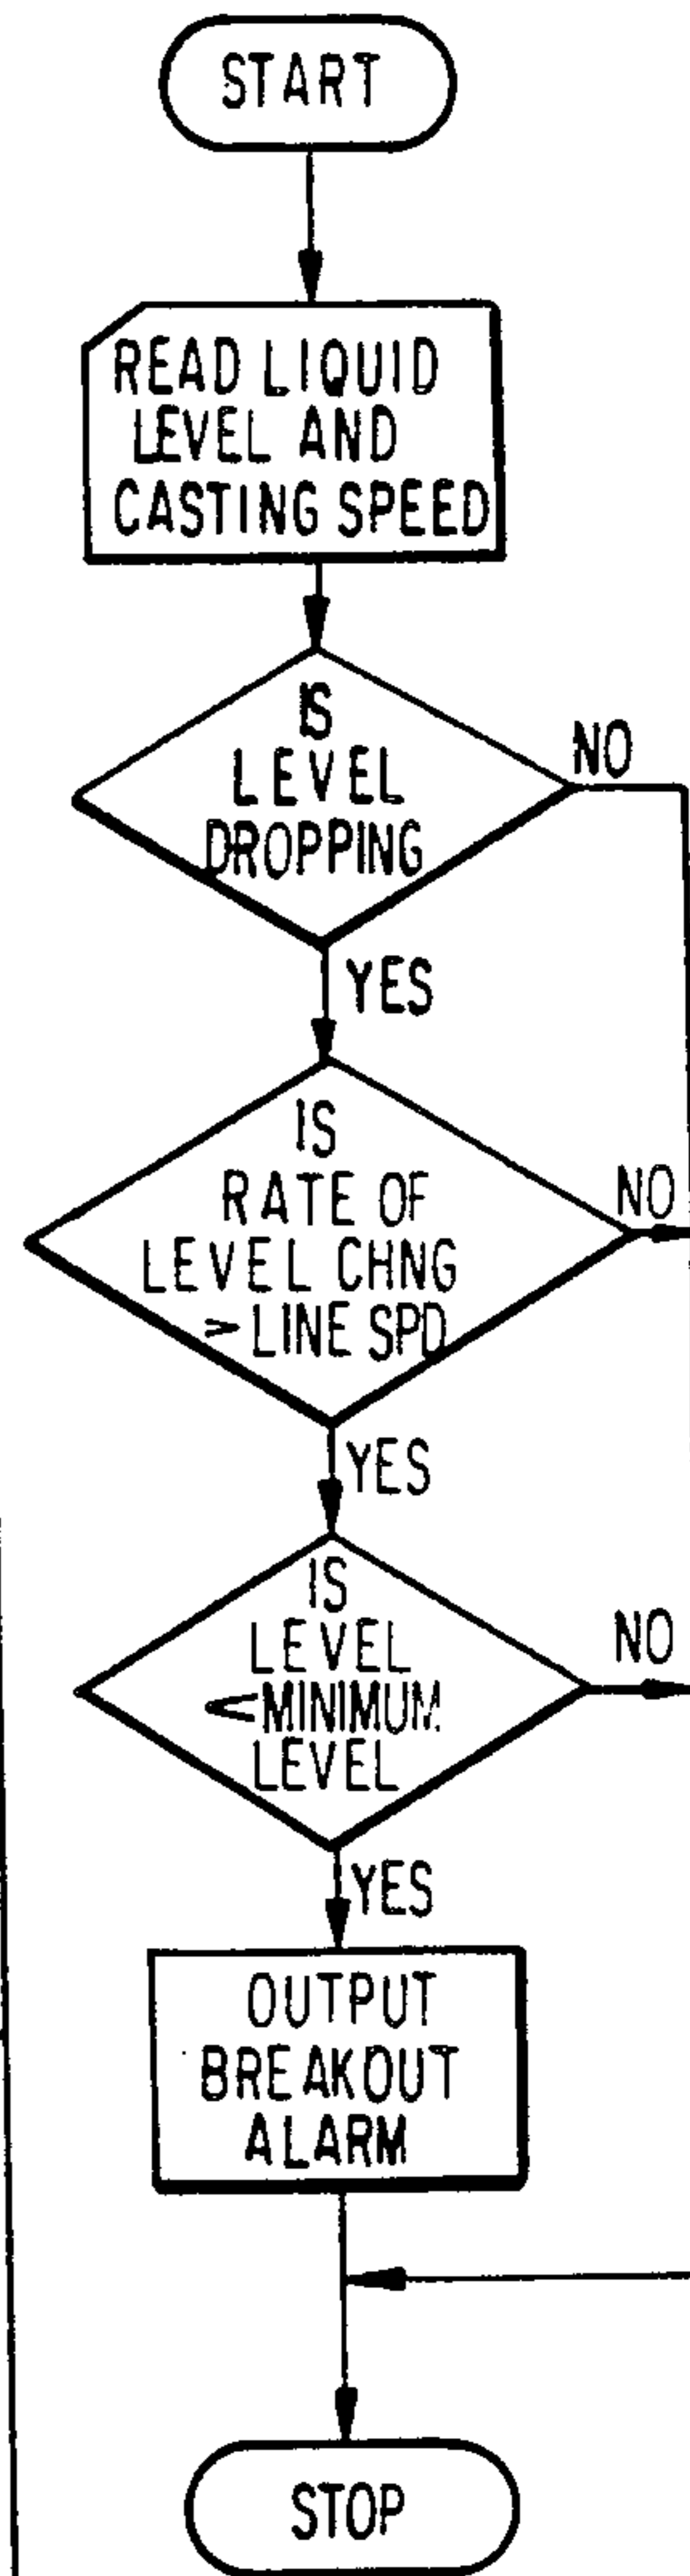 START
READ LIQUID
LEVEL AND
CASTING SPEED
IS
LEVEL
DROPPING
NO
YES
IS
RATE OF
LEVEL CHNG
> LINE SPD
NO
YES
IS
LEVEL
<MINIMUM
LEVEL
NO
YES
OUTPUT
BREAKOUT
ALARM
STOP